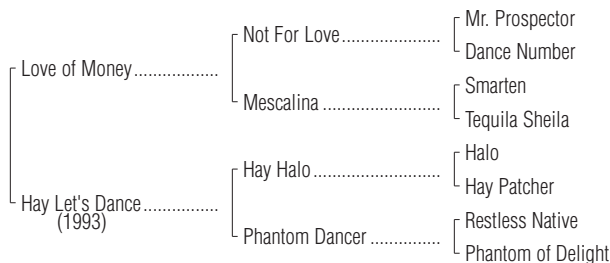 Mr. Prospector
Not For Love
Dance Number
Love of Money
Smarten
Mescalina
Tequila Sheila
Halo
Hay Halo
Hay Patcher
Hay Let's Dance
(1993)
Restless Native
Phantom Dancer
Phantom of Delight